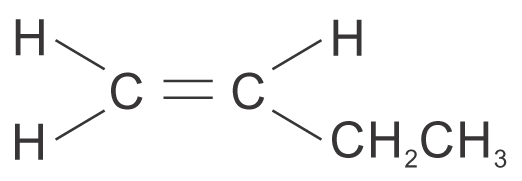 H H
C = C
H CH₂CH₃